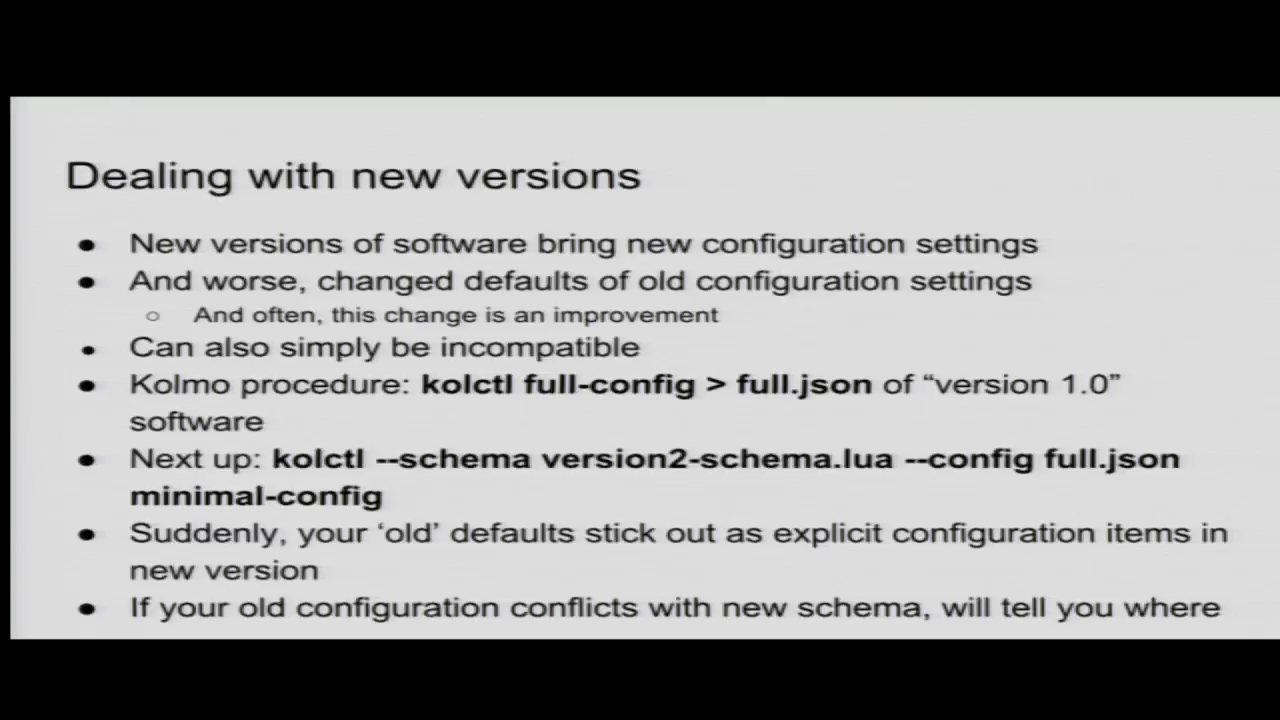 Dealing with new versions
● New versions of software bring new configuration settings
● And worse, changed defaults of old configuration settings
○ And often, this change is an improvement
● Can also simply be incompatible
● Kolmo procedure: kolctl full-config > full.json of “version 1.0”
software
● Next up: kolctl --schema version2-schema.lua --config full.json
minimal-config
● Suddenly, your ‘old’ defaults stick out as explicit configuration items in
new version
● If your old configuration conflicts with new schema, will tell you where